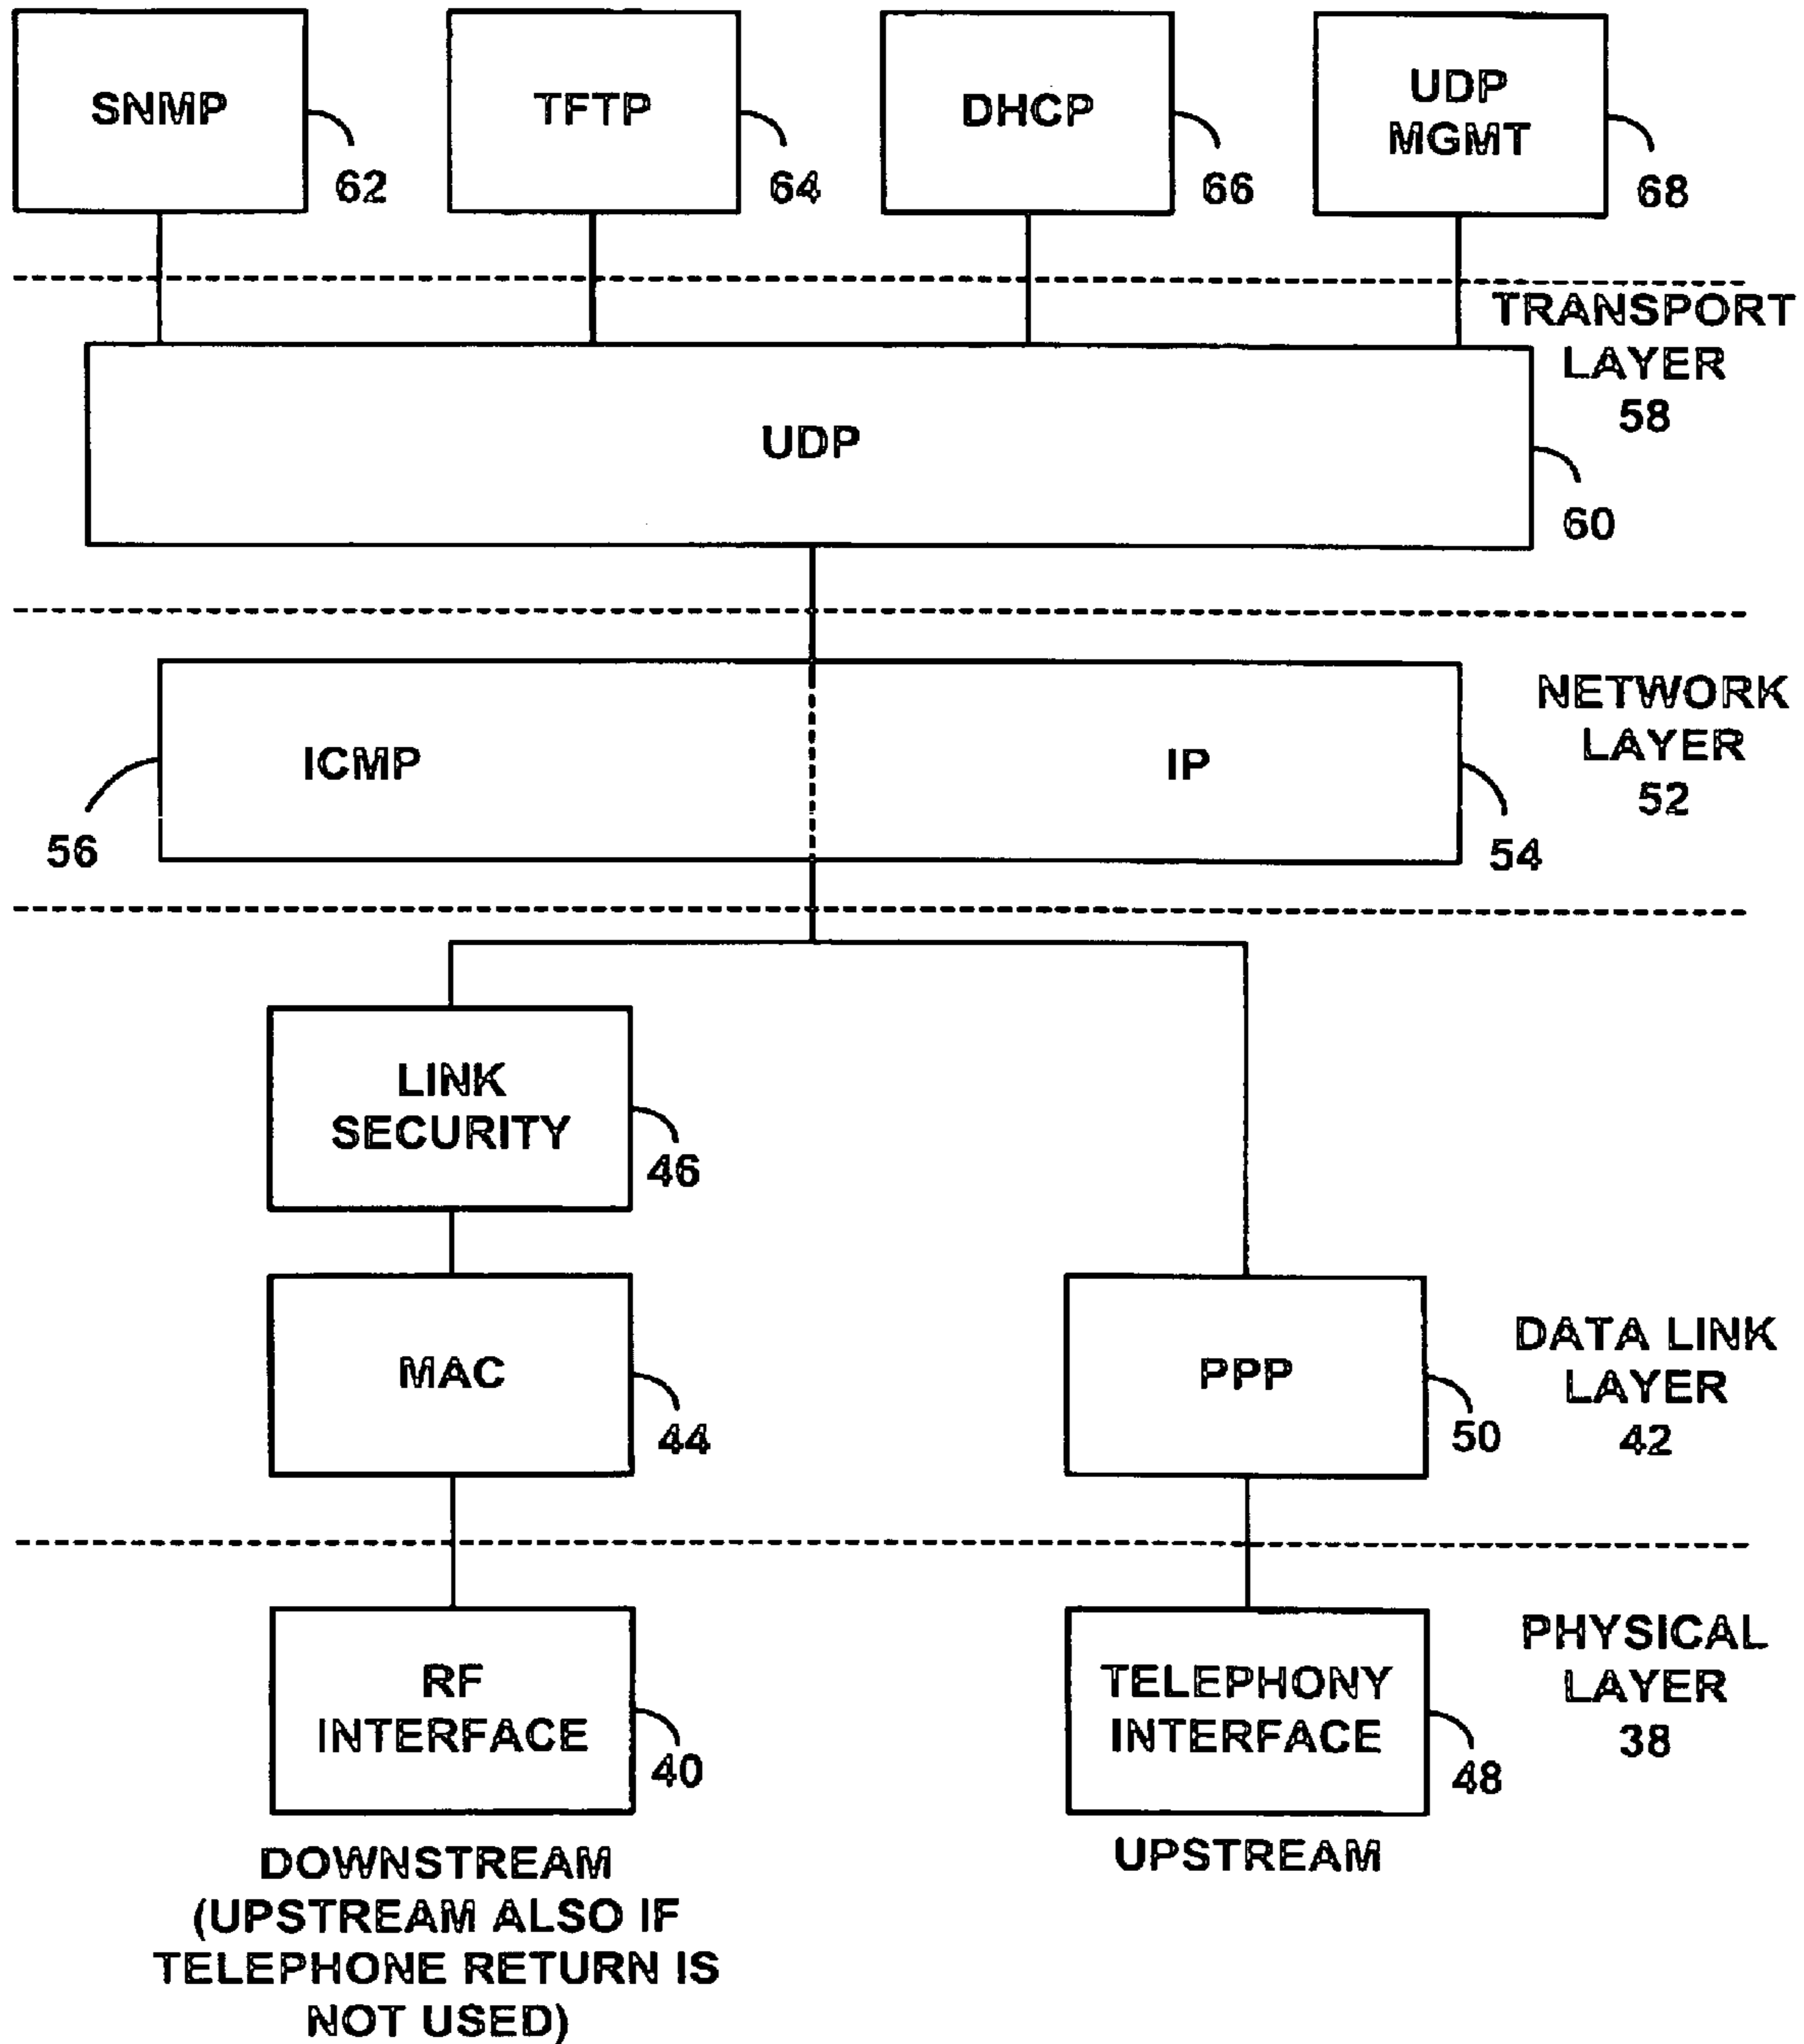 SNMP
62
TFTP
64
DHCP
66
UDP
MGMT
68
TRANSPORT
LAYER
58
UDP
60
NETWORK
LAYER
52
ICMP
IP
56
54
LINK
SECURITY
46
MAC
44
PPP
50
DATA LINK
LAYER
42
RF
INTERFACE
40
TELEPHONY
INTERFACE
48
PHYSICAL
LAYER
38
DOWNSTREAM
(UPSTREAM ALSO IF
TELEPHONE RETURN IS
NOT USED)
UPSTREAM